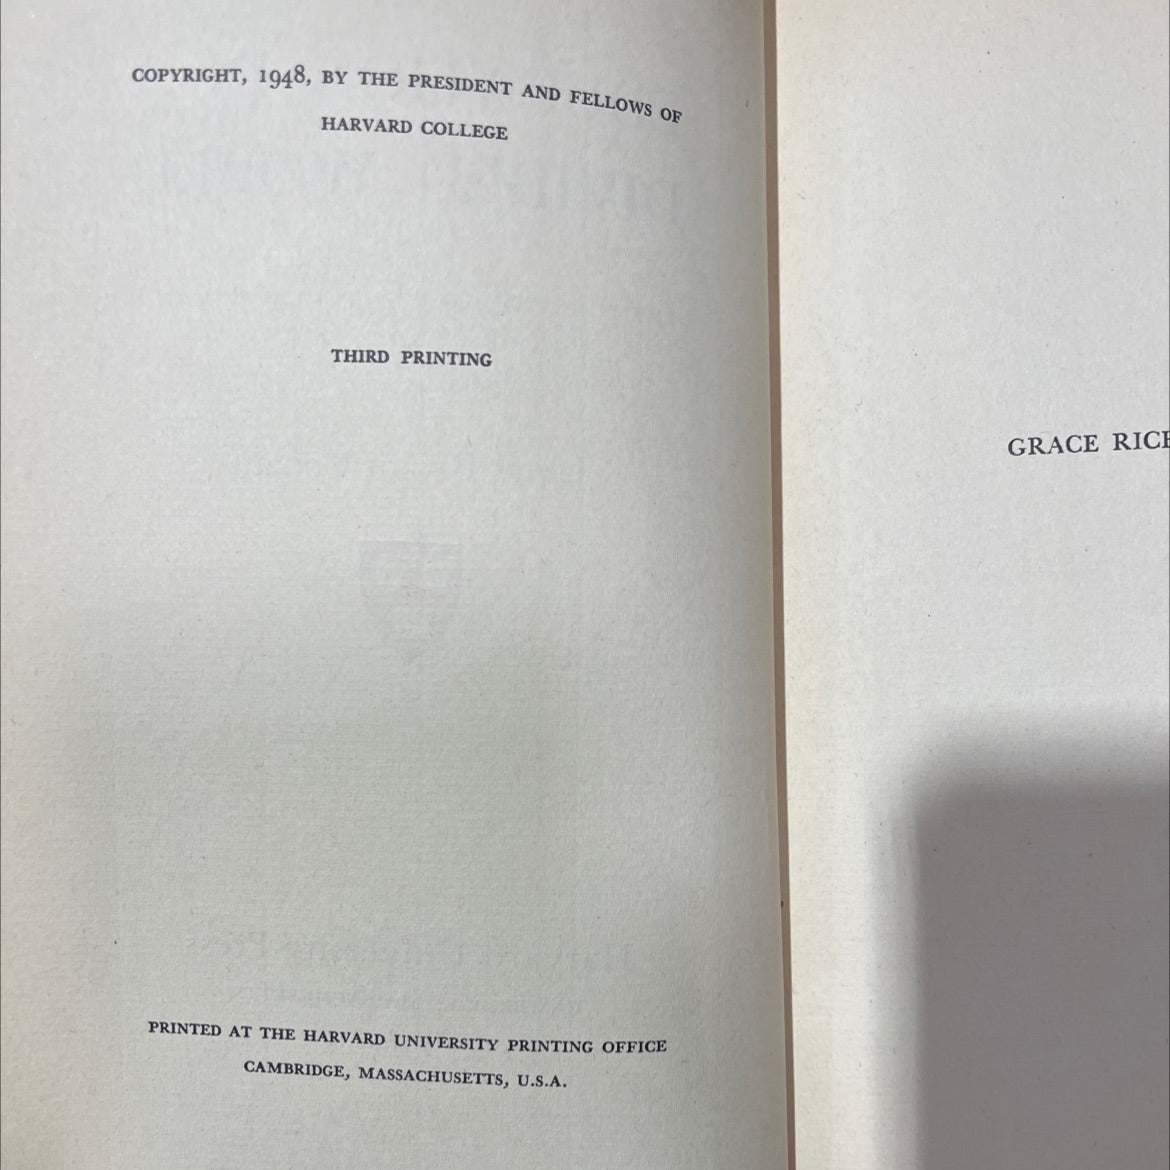 COPYRIGHT, 1948, BY THE PRESIDENT AND FELLOWS OF
HARVARD COLLEGE
THIRD PRINTING
PRINTED AT THE HARVARD UNIVERSITY PRINTING OFFICE
CAMBRIDGE, MASSACHUSETTS, U.S.A.
GRACE